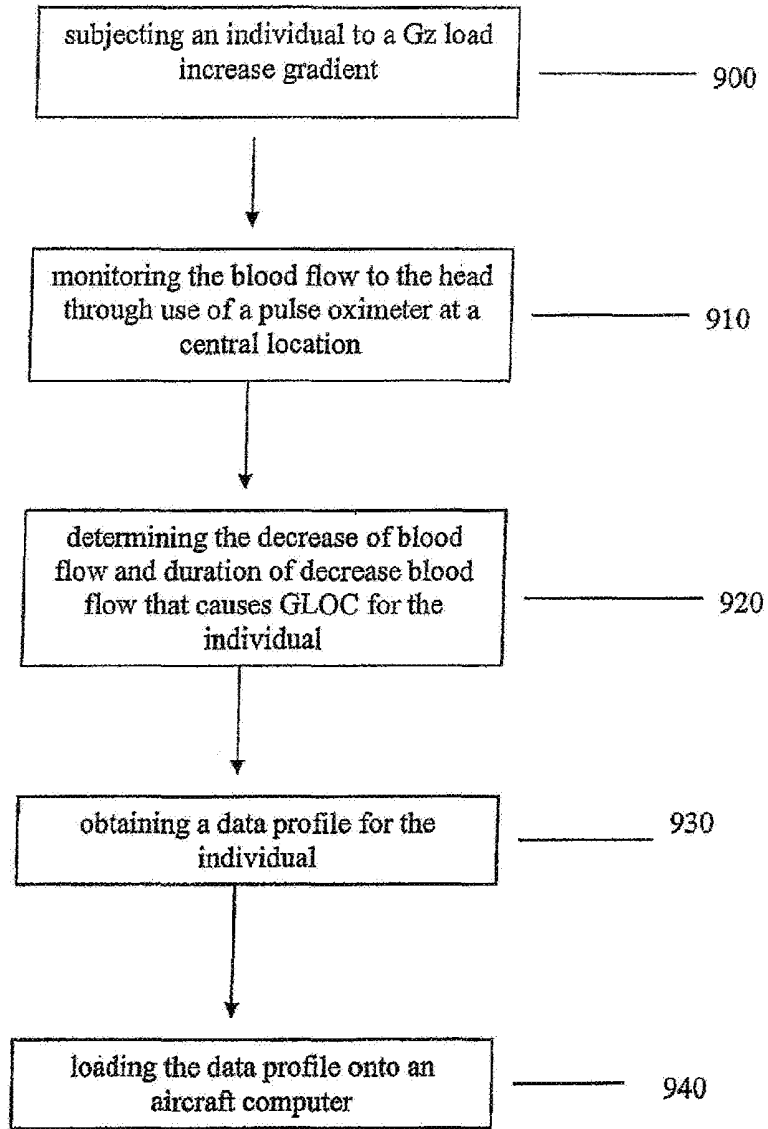 subjecting an individual to a Gz load
increase gradient
900
monitoring the blood flow to the head
through use of a pulse oximeter at a
central location
910
determining the decrease of blood
flow and duration of decrease blood
flow that causes GLOC for the
individual
920
obtaining a data profile for the
individual
930
loading the data profile onto an
aircraft computer
940